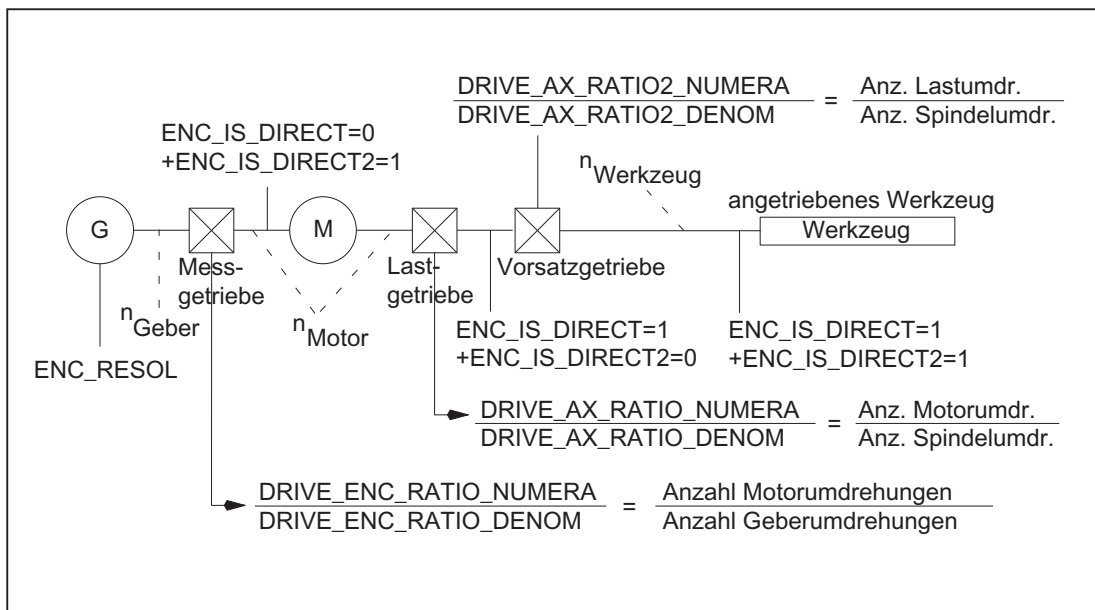 DRIVE_AX_RATIO2_NUMERA = Anz. Lastumdr.
DRIVE_AX_RATIO2_DENOM Anz. Spindelumdr.
ENC_IS_DIRECT=0
+ENC_IS_DIRECT2=1
nWerkzeug
angetriebenes Werkzeug
G
M
Werkzeug
Mess-
getriebe
Last-
getriebe
Vorsatzgetriebe
nGeber
nMotor
ENC_RESOL
ENC_IS_DIRECT=1
+ENC_IS_DIRECT2=0
ENC_IS_DIRECT=1
+ENC_IS_DIRECT2=1
DRIVE_AX_RATIO_NUMERA = Anz. Motorumdr.
DRIVE_AX_RATIO_DENOM Anz. Spindelumdr.
DRIVE_ENC_RATIO_NUMERA = Anzahl Motorumdrehungen
DRIVE_ENC_RATIO_DENOM Anzahl Geberumdrehungen